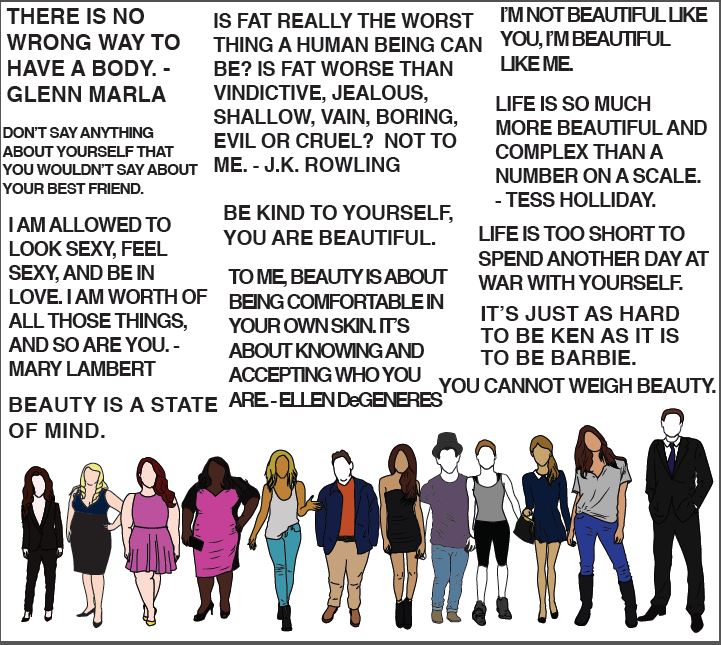 THERE IS NO
WRONG WAY TO
HAVE A BODY. -
GLENN MARLA
IS FAT REALLY THE WORST
THING A HUMAN BEING CAN
BE? IS FAT WORSE THAN
VINDICTIVE, JEALOUS,
SHALLOW, VAIN, BORING,
EVIL OR CRUEL? NOT TO
ME. - J.K. ROWLING
I'M NOT BEAUTIFUL LIKE
YOU, I'M BEAUTIFUL
LIKE ME.
DON'T SAY ANYTHING
ABOUT YOURSELF THAT
YOU WOULDN'T SAY ABOUT
YOUR BEST FRIEND.
LIFE IS SO MUCH
MORE BEAUTIFUL AND
COMPLEX THAN A
NUMBER ON A SCALE.
- TESS HOLLIDAY.
I AM ALLOWED TO
LOOK SEXY, FEEL
SEXY, AND BE IN
LOVE. I AM WORTH OF
ALL THOSE THINGS,
AND SO ARE YOU. -
MARY LAMBERT
BE KIND TO YOURSELF,
YOU ARE BEAUTIFUL.
LIFE IS TOO SHORT TO
SPEND ANOTHER DAY AT
WAR WITH YOURSELF.
TO ME, BEAUTY IS ABOUT
BEING COMFORTABLE IN
YOUR OWN SKIN. IT'S
ABOUT KNOWING AND
ACCEPTING WHO YOU
ARE. - ELLEN DeGENERES
IT'S JUST AS HARD
TO BE KEN AS IT IS
TO BE BARBIE.
YOU CANNOT WEIGH BEAUTY.
BEAUTY IS A STATE
OF MIND.